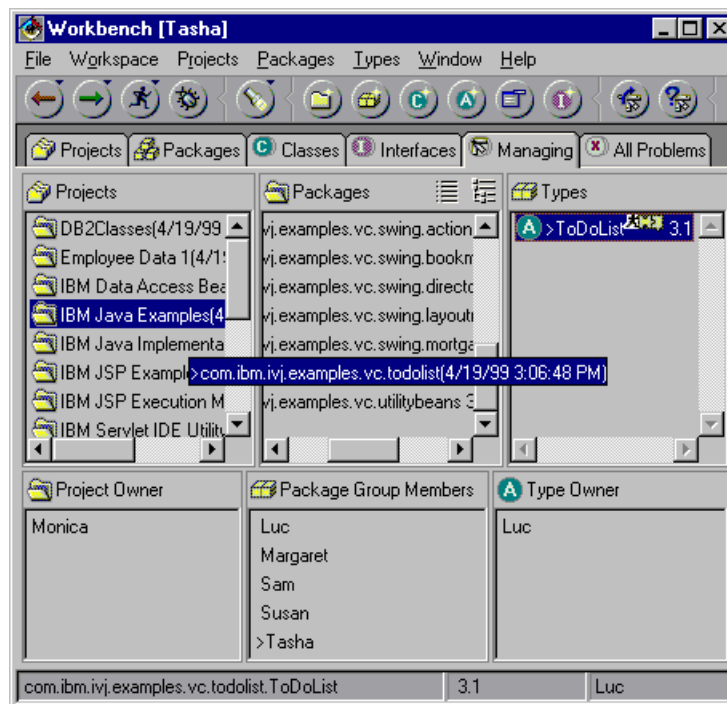 Workbench [Tasha]
File Workspace Projects Packages Types Window Help
Projects Packages Classes Interfaces Managing All Problems
Projects
DB2Classes(4/19/99
Employee Data 1(4/1
IBM Data Access Bea
IBM Java Examples(4
IBM Java Implementa
IBM JSP Exampl
IBM JSP Execution M
IBM Servlet IDE Utility
Packages
vj.examples.vc.swing.action
vj.examples.vc.swing.bookm
vj.examples.vc.swing.directo
vj.examples.vc.swing.layout
vj.examples.vc.swing.mortga
>com.ibm.ivj.examples.vc.todolist(4/19/99 3:06:48 PM)
vj.examples.vc.utilitybeans 3
Types
A >ToDoList 3.1
Project Owner
Monica
Package Group Members
Luc
Margaret
Sam
Susan
>Tasha
A Type Owner
Luc
com.ibm.ivj.examples.vc.todolist.ToDoList 3.1 Luc